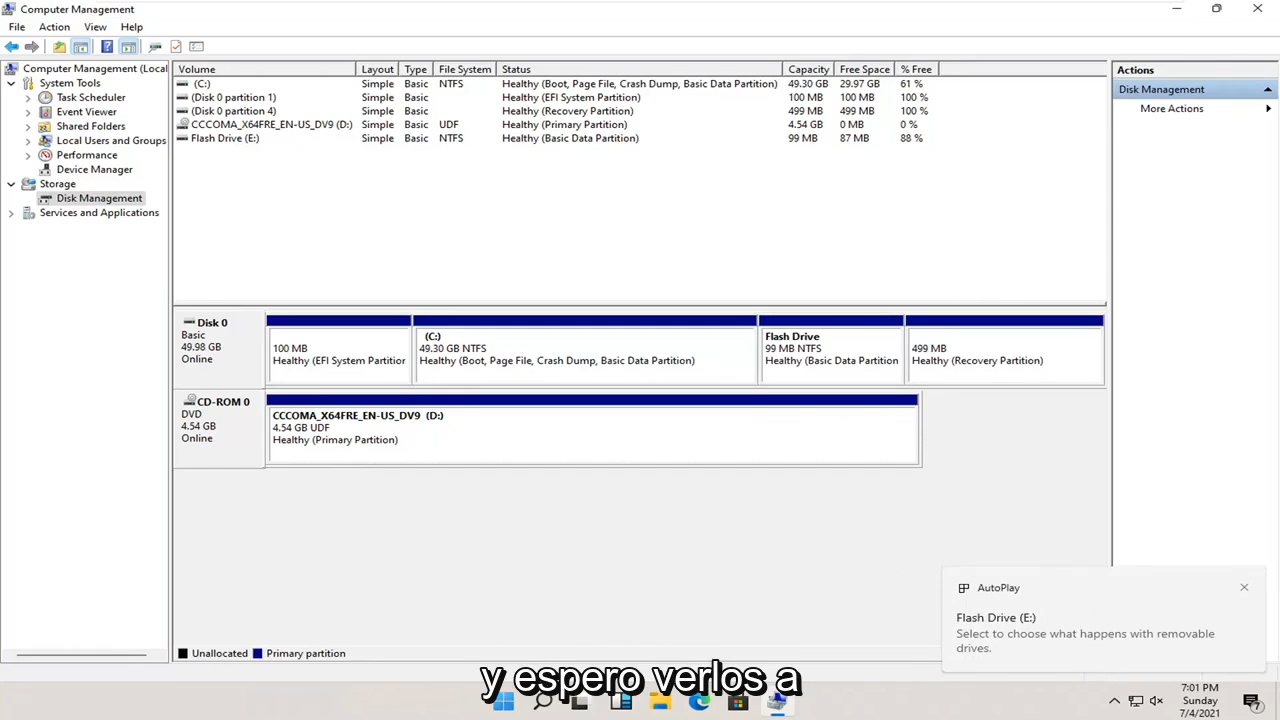 Computer Management
File Action View Help
Computer Management (Local
System Tools
Task Scheduler
Event Viewer
Shared Folders
Local Users and Groups
Performance
Device Manager
Storage
Disk Management
Services and Applications
Volume Layout Type File System Status Capacity Free Space % Free
(C:) Simple Basic NTFS Healthy (Boot, Page File, Crash Dump, Basic Data Partition) 49.30 GB 29.97 GB 61 %
(Disk 0 partition 1) Simple Basic Healthy (EFI System Partition) 100 MB 100 MB 100 %
(Disk 0 partition 4) Simple Basic Healthy (Recovery Partition) 499 MB 499 MB 100 %
CCCOMA_X64FRE_EN-US_DV9 (D:) Simple Basic UDF Healthy (Primary Partition) 4.54 GB 0 MB 0 %
Flash Drive (E:) Simple Basic NTFS Healthy (Basic Data Partition) 99 MB 87 MB 88 %
Actions
Disk Management
More Actions
Disk 0
Basic
49.98 GB
Online
100 MB
Healthy (EFI System Partitior
(C:)
49.30 GB NTFS
Healthy (Boot, Page File, Crash Dump, Basic Data Partition)
Flash Drive
99 MB NTFS
Healthy (Basic Data Partition
499 MB
Healthy (Recovery Partition)
CD-ROM 0
DVD
4.54 GB
Online
CCCOMA_X64FRE_EN-US_DV9 (D:)
4.54 GB UDF
Healthy (Primary Partition)
AutoPlay
Flash Drive (E:)
Select to choose what happens with removable
drives.
Unallocated Primary partition
y espero verlos a
7:01 PM
Sunday
7/4/2021
7